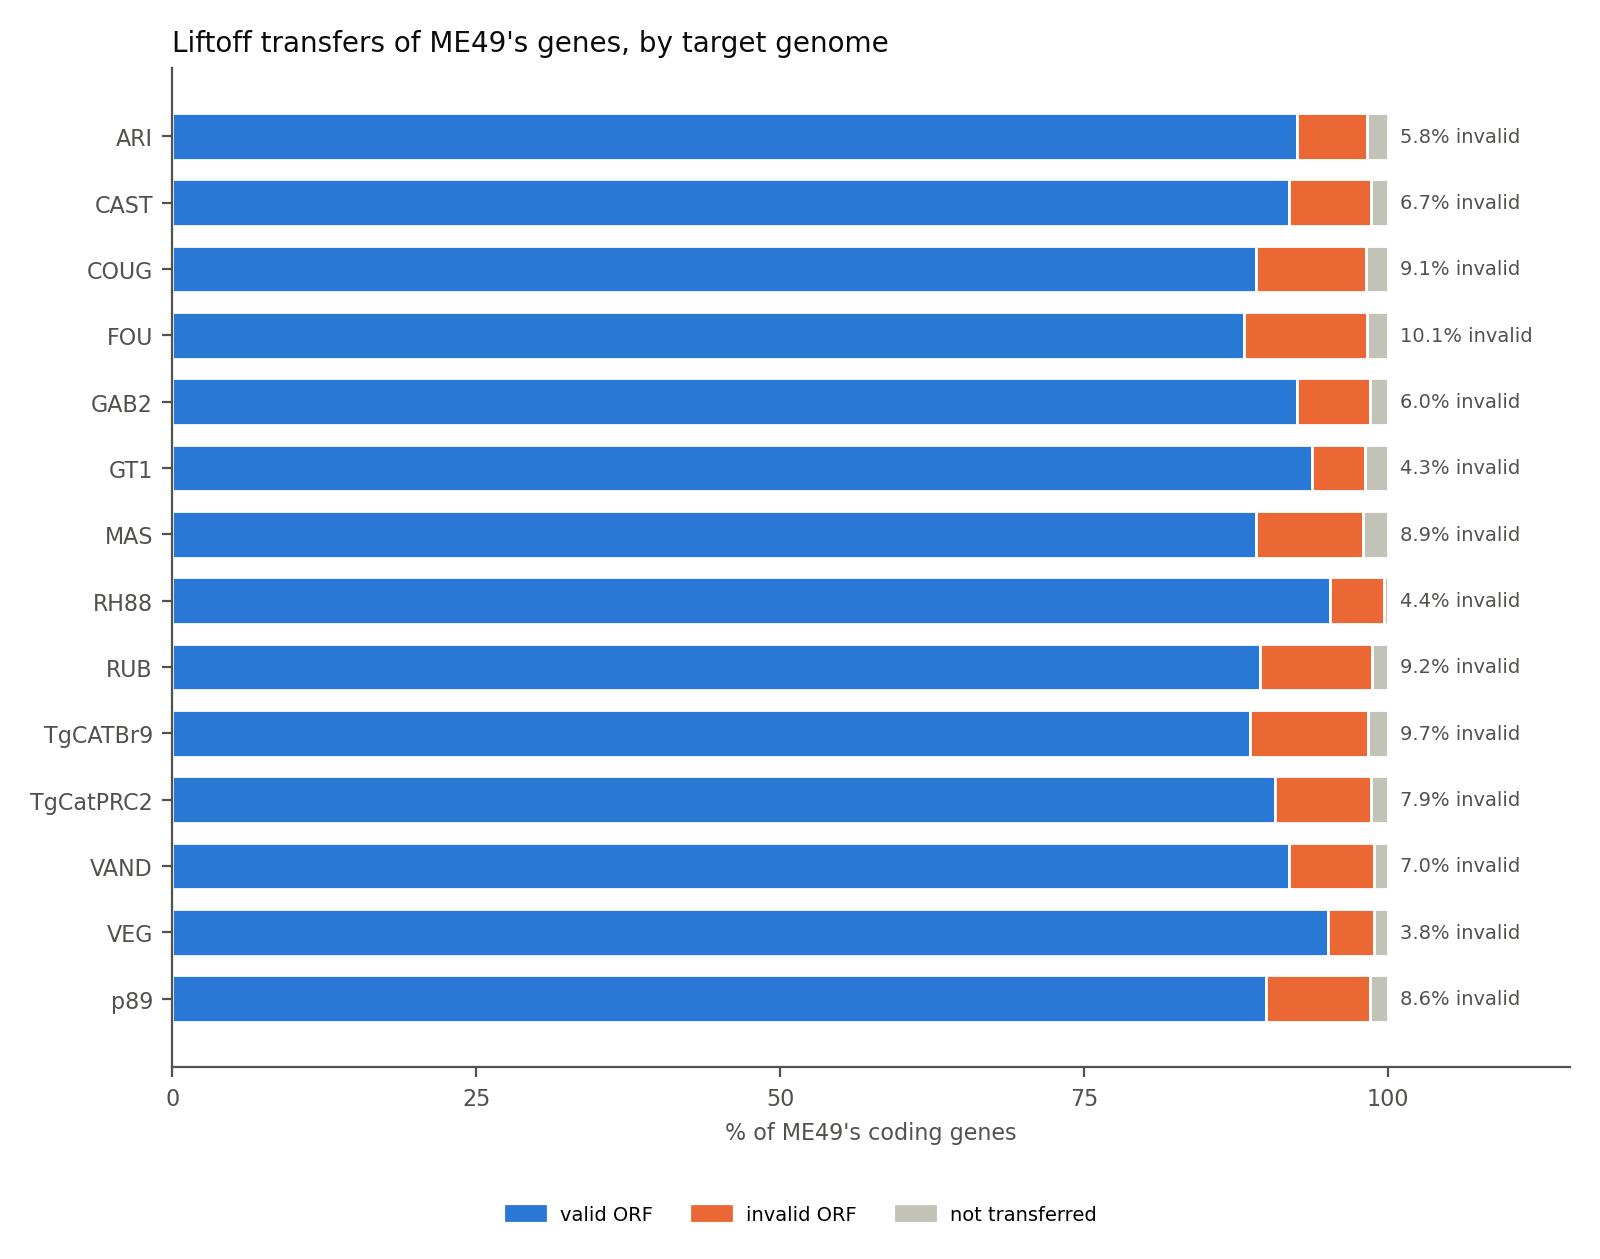 Liftoff transfers of ME49's genes, by target genome
ARI 5.8% invalid
CAST 6.7% invalid
COUG 9.1% invalid
FOU 10.1% invalid
GAB2 6.0% invalid
GT1 4.3% invalid
MAS 8.9% invalid
RH88 4.4% invalid
RUB 9.2% invalid
TgCATBr9 9.7% invalid
TgCatPRC2 7.9% invalid
VAND 7.0% invalid
VEG 3.8% invalid
p89 8.6% invalid
0 25 50 75 100
% of ME49's coding genes
valid ORF invalid ORF not transferred